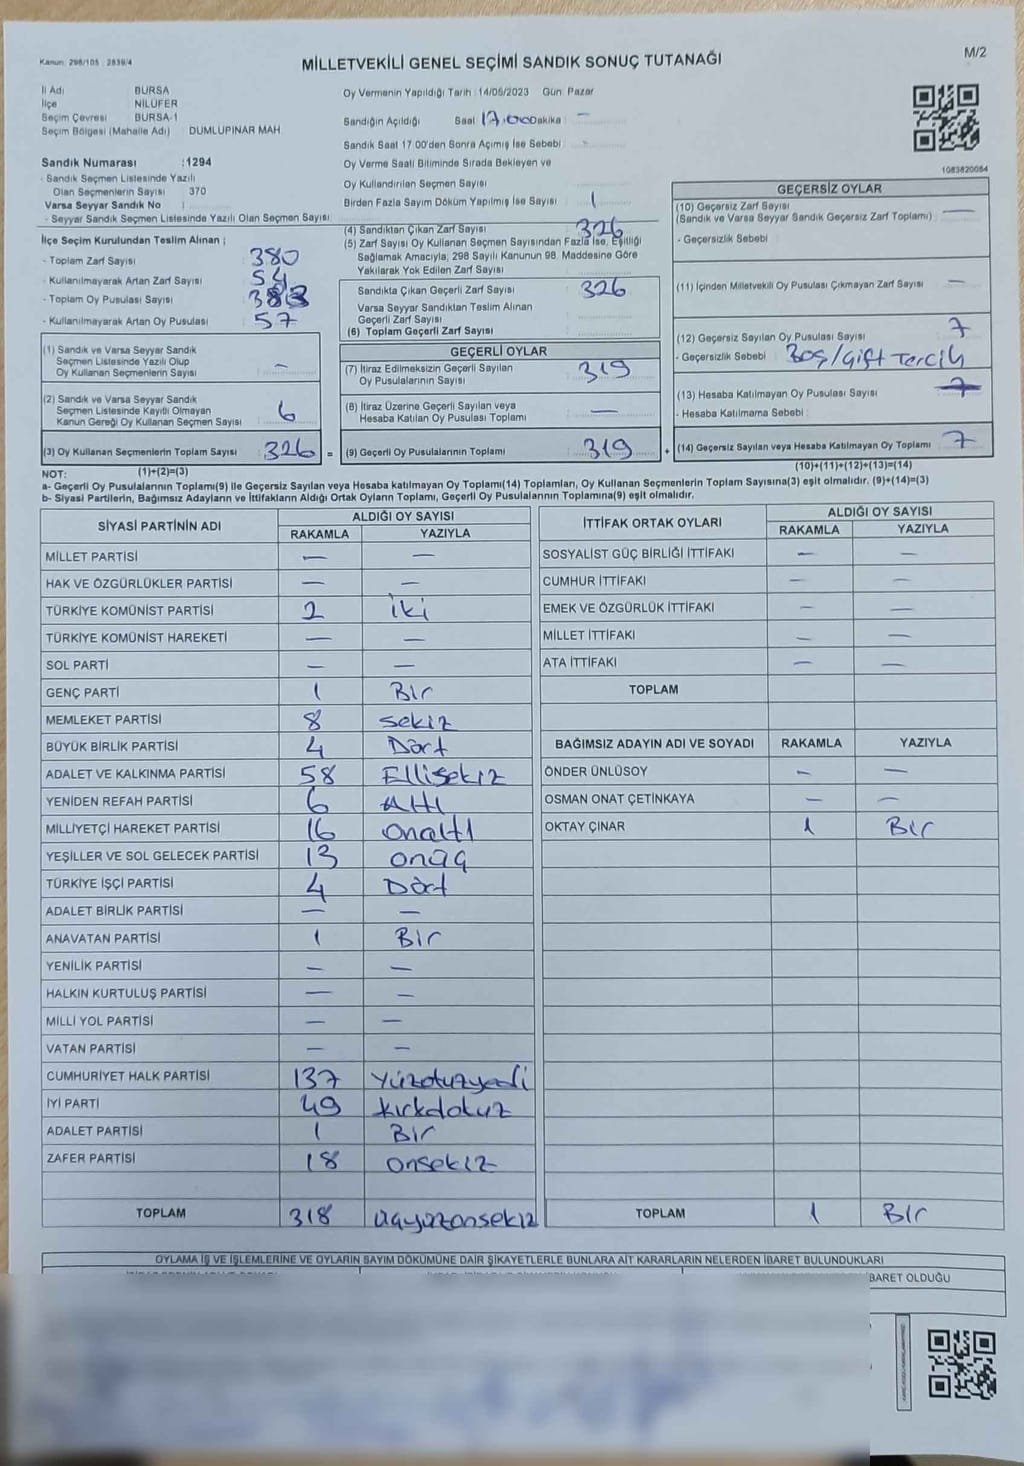 Kanun: 298/105 2839/4
MİLLETVEKİLİ GENEL SEÇİMİ SANDIK SONUÇ TUTANAĞI
M/2
İl Adı BURSA
İlçe NİLÜFER
Seçim Çevresi BURSA-1
Seçim Bölgesi (Mahalle Adı) : DUMLUPINAR MAH.
Sandık Numarası : 1294
- Sandık Seçmen Listesinde Yazılı
Olan Seçmenlerin Sayısı 370
Varsa Seyyar Sandık No
- Seyyar Sandık Seçmen Listesinde Yazılı Olan Seçmen Sayısı:
Oy Vermenin Yapıldığı Tarih : 14/05/2023 Gün: Pazar
Sandığın Açıldığı Saat 17.00 Dakika : —
Sandık Saat 17 00'den Sonra Açımış İse Sebebi : -
Oy Verme Saati Bitiminde Sırada Bekleyen ve
Oy Kullandırılan Seçmen Sayısı
Birden Fazla Sayım Döküm Yapılmış İse Sayısı 1
1083820064
İlçe Seçim Kurulundan Teslim Alınan ;
- Toplam Zarf Sayısı 380
- Kullanılmayarak Artan Zarf Sayısı 54
- Toplam Oy Pusulası Sayısı 383
- Kullanılmayarak Artan Oy Pusulası 57
(4) Sandıktan Çıkan Zarf Sayısı 326
(5) Zarf Sayısı Oy Kullanan Seçmen Sayısından Fazla İse, Eşitliği
Sağlamak Amacıyla, 298 Sayılı Kanunun 98. Maddesine Göre
Yakılarak Yok Edilen Zarf Sayısı
Sandıkta Çıkan Geçerli Zarf Sayısı 326
Varsa Seyyar Sandıktan Teslim Alınan
Geçerli Zarf Sayısı
(6) Toplam Geçerli Zarf Sayısı
GEÇERSİZ OYLAR
(10) Geçersiz Zarf Sayısı —
(Sandık ve Varsa Seyyar Sandık Geçersiz Zarf Toplamı)
- Geçersizlik Sebebi
(11) İçinden Milletvekili Oy Pusulası Çıkmayan Zarf Sayısı —
(12) Geçersiz Sayılan Oy Pusulası Sayısı 7
- Geçersizlik Sebebi Boş/Çift Tercih
(13) Hesaba Katılmayan Oy Pusulası Sayısı
- Hesaba Katılmama Sebebi
(14) Geçersiz Sayılan veya Hesaba Katılmayan Oy Toplamı 7
(1) Sandık ve Varsa Seyyar Sandık
Seçmen Listesinde Yazılı Olup
Oy Kullanan Seçmenlerin Sayısı —
(2) Sandık ve Varsa Seyyar Sandık
Seçmen Listesinde Kayıtlı Olmayan
Kanun Gereği Oy Kullanan Seçmen Sayısı 6
(3) Oy Kullanan Seçmenlerin Toplam Sayısı 326 =
GEÇERLİ OYLAR
(7) İtiraz Edilmeksizin Geçerli Sayılan
Oy Pusulalarının Sayısı 319
(8) İtiraz Üzerine Geçerli Sayılan veya
Hesaba Katılan Oy Pusulası Toplamı —
(9) Geçerli Oy Pusulalarının Toplamı 319 +
NOT: (1)+(2)=(3)
(10)+(11)+(12)+(13)=(14)
a- Geçerli Oy Pusulalarının Toplamı(9) ile Geçersiz Sayılan veya Hesaba katılmayan Oy Toplamı(14) Toplamları, Oy Kullanan Seçmenlerin Toplam Sayısına(3) eşit olmalıdır. (9)+(14)=(3)
b- Siyasi Partilerin, Bağımsız Adayların ve İttifakların Aldığı Ortak Oyların Toplamı, Geçerli Oy Pusulalarının Toplamına(9) eşit olmalıdır.
SİYASİ PARTİNİN ADI ALDIĞI OY SAYISI
RAKAMLA YAZIYLA
MİLLET PARTİSİ — —
HAK VE ÖZGÜRLÜKLER PARTİSİ — —
TÜRKİYE KOMÜNİST PARTİSİ 2 İki
TÜRKİYE KOMÜNİST HAREKETİ — —
SOL PARTİ — —
GENÇ PARTİ 1 Bir
MEMLEKET PARTİSİ 8 sekiz
BÜYÜK BİRLİK PARTİSİ 4 Dört
ADALET VE KALKINMA PARTİSİ 58 Ellisekiz
YENİDEN REFAH PARTİSİ 6 Altı
MİLLİYETÇİ HAREKET PARTİSİ 16 onaltı
YEŞİLLER VE SOL GELECEK PARTİSİ 13 onüç
TÜRKİYE İŞÇİ PARTİSİ 4 Dört
ADALET BİRLİK PARTİSİ — —
ANAVATAN PARTİSİ 1 Bir
YENİLİK PARTİSİ — —
HALKIN KURTULUŞ PARTİSİ — —
MİLLİ YOL PARTİSİ — —
VATAN PARTİSİ — —
CUMHURİYET HALK PARTİSİ 137 yüzotuzyedi
İYİ PARTİ 49 kırkdokuz
ADALET PARTİSİ 1 Bir
ZAFER PARTİSİ 18 onsekiz
TOPLAM 318 üçyüzonsekiz
İTTİFAK ORTAK OYLARI ALDIĞI OY SAYISI
RAKAMLA YAZIYLA
SOSYALİST GÜÇ BİRLİĞİ İTTİFAKI — —
CUMHUR İTTİFAKI — —
EMEK VE ÖZGÜRLÜK İTTİFAKI — —
MİLLET İTTİFAKI — —
ATA İTTİFAKI — —
TOPLAM
BAĞIMSIZ ADAYIN ADI VE SOYADI RAKAMLA YAZIYLA
ÖNDER ÜNLÜSOY — —
OSMAN ONAT ÇETİNKAYA — —
OKTAY ÇINAR 1 Bir
TOPLAM 1 Bir
OYLAMA İŞ VE İŞLEMLERİNE VE OYLARIN SAYIM DÖKÜMÜNE DAİR ŞİKAYETLERLE BUNLARA AİT KARARLARIN NELERDEN İBARET BULUNDUKLARI
BARET OLDUĞU